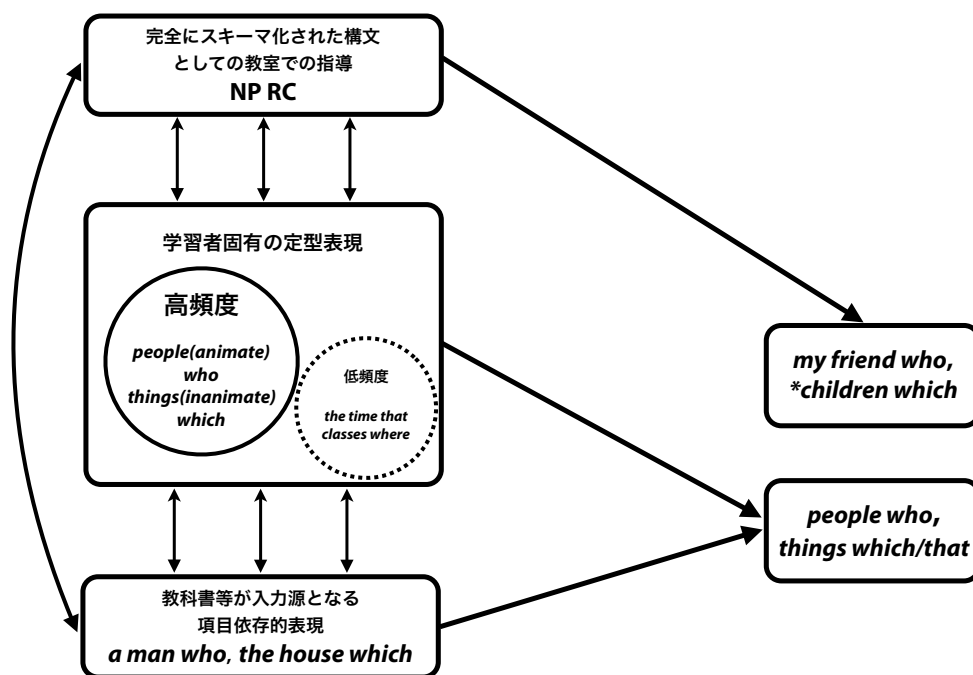 完全にスキーマ化された構文
としての教室での指導
NP RC
学習者固有の定型表現
高頻度
people(animate)
who
things(inanimate)
which
低頻度
the time that
classes where
教科書等が入力源となる
項目依存的表現
a man who, the house which
my friend who,
*children which
people who,
things which/that